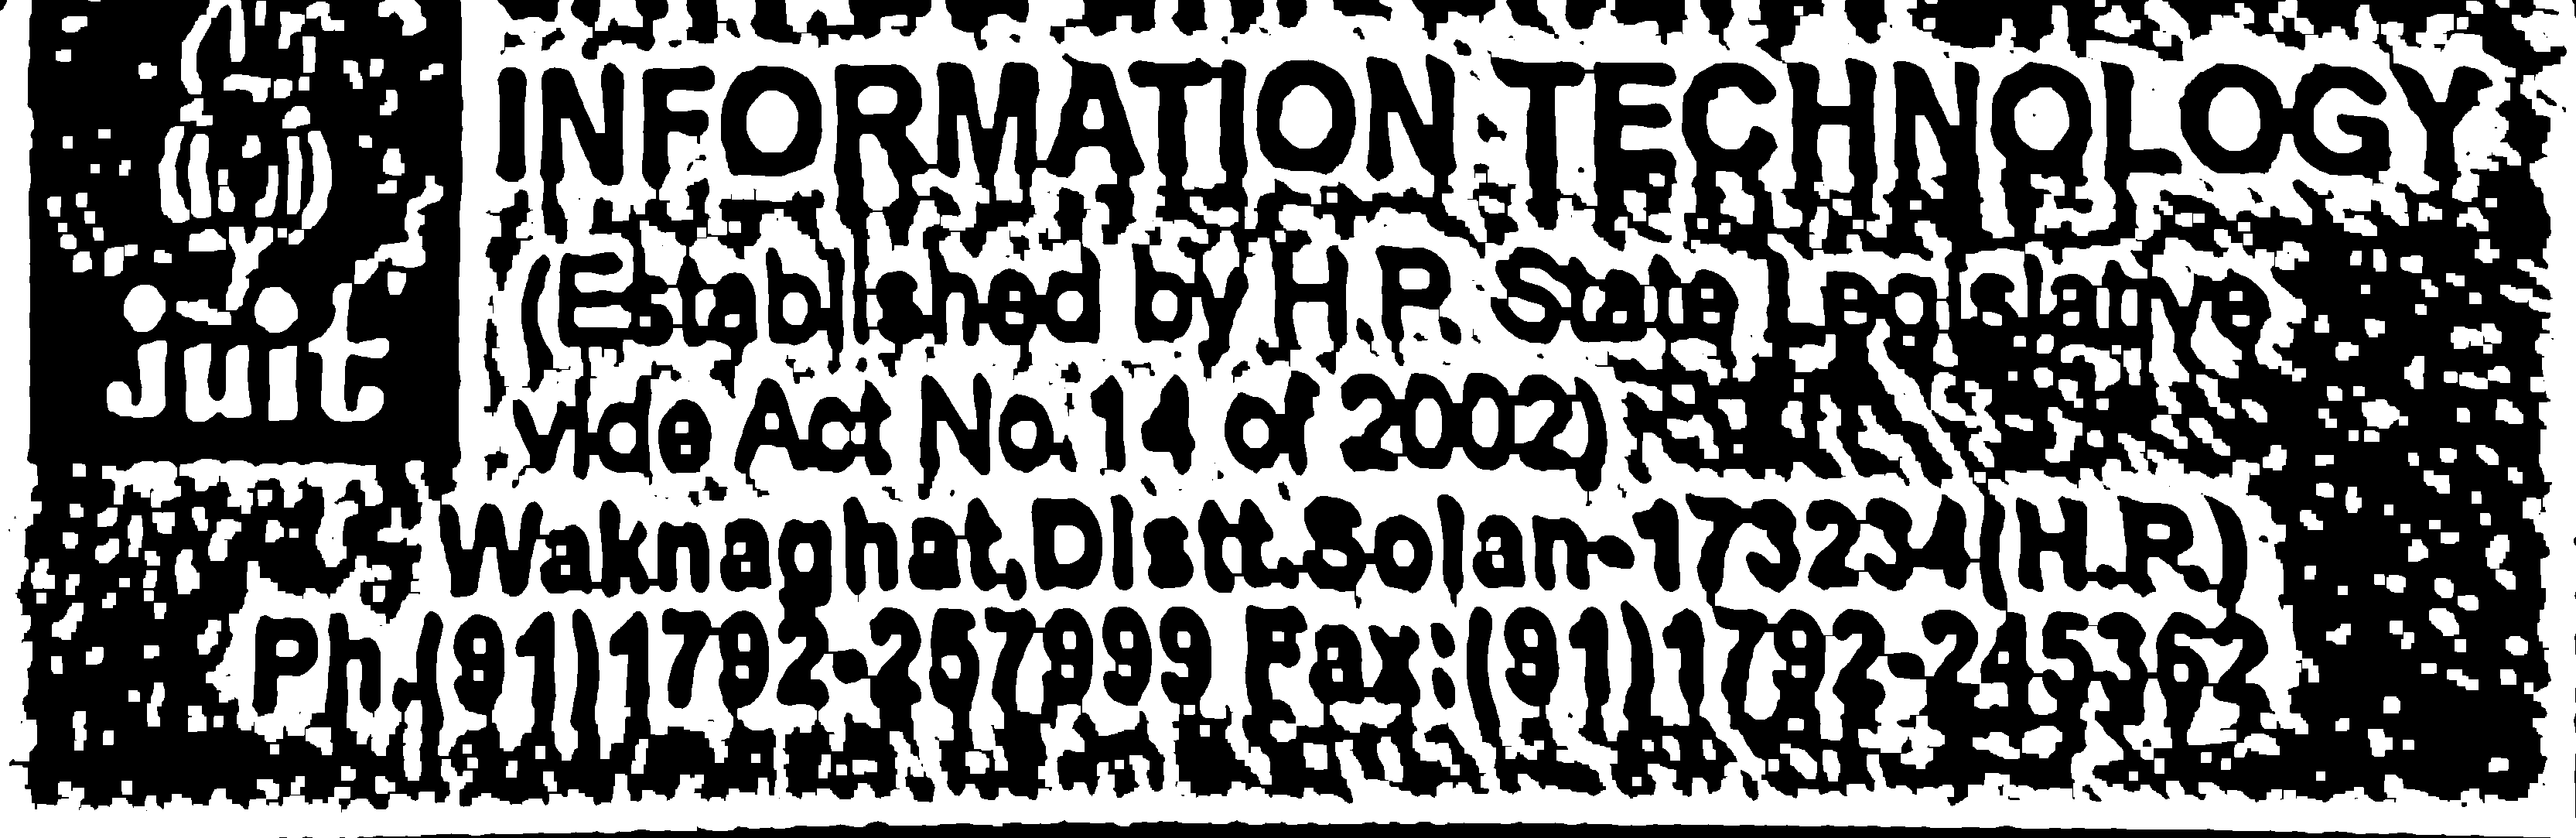 INFORMATION TECHNOLOGY
(Established by H.P. State Legislative
vide Act No. 14 of 2002)
juit
Waknaghat, Distt. Solan-173234 (H.P.)
Ph.(91)1792-257999 Fax:(91)1792-245362